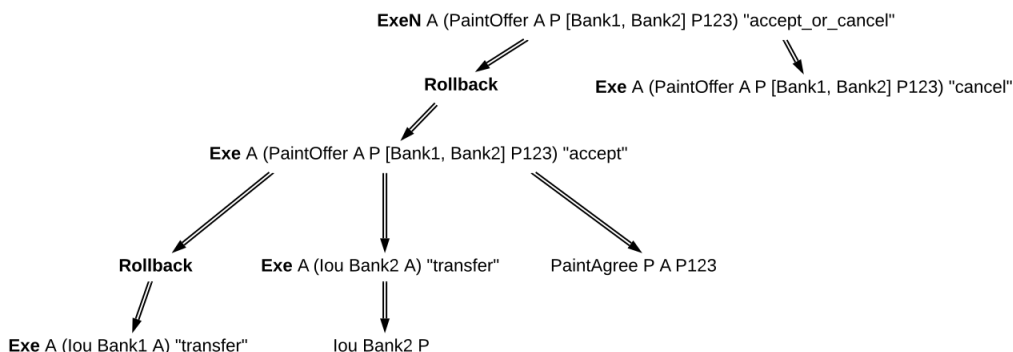 ExeN A (PaintOffer A P [Bank1, Bank2] P123) "accept_or_cancel"
Rollback
Exe A (PaintOffer A P [Bank1, Bank2] P123) "cancel"
Exe A (PaintOffer A P [Bank1, Bank2] P123) "accept"
Rollback
Exe A (Iou Bank2 A) "transfer"
PaintAgree P A P123
Exe A (Iou Bank1 A) "transfer"
Iou Bank2 P